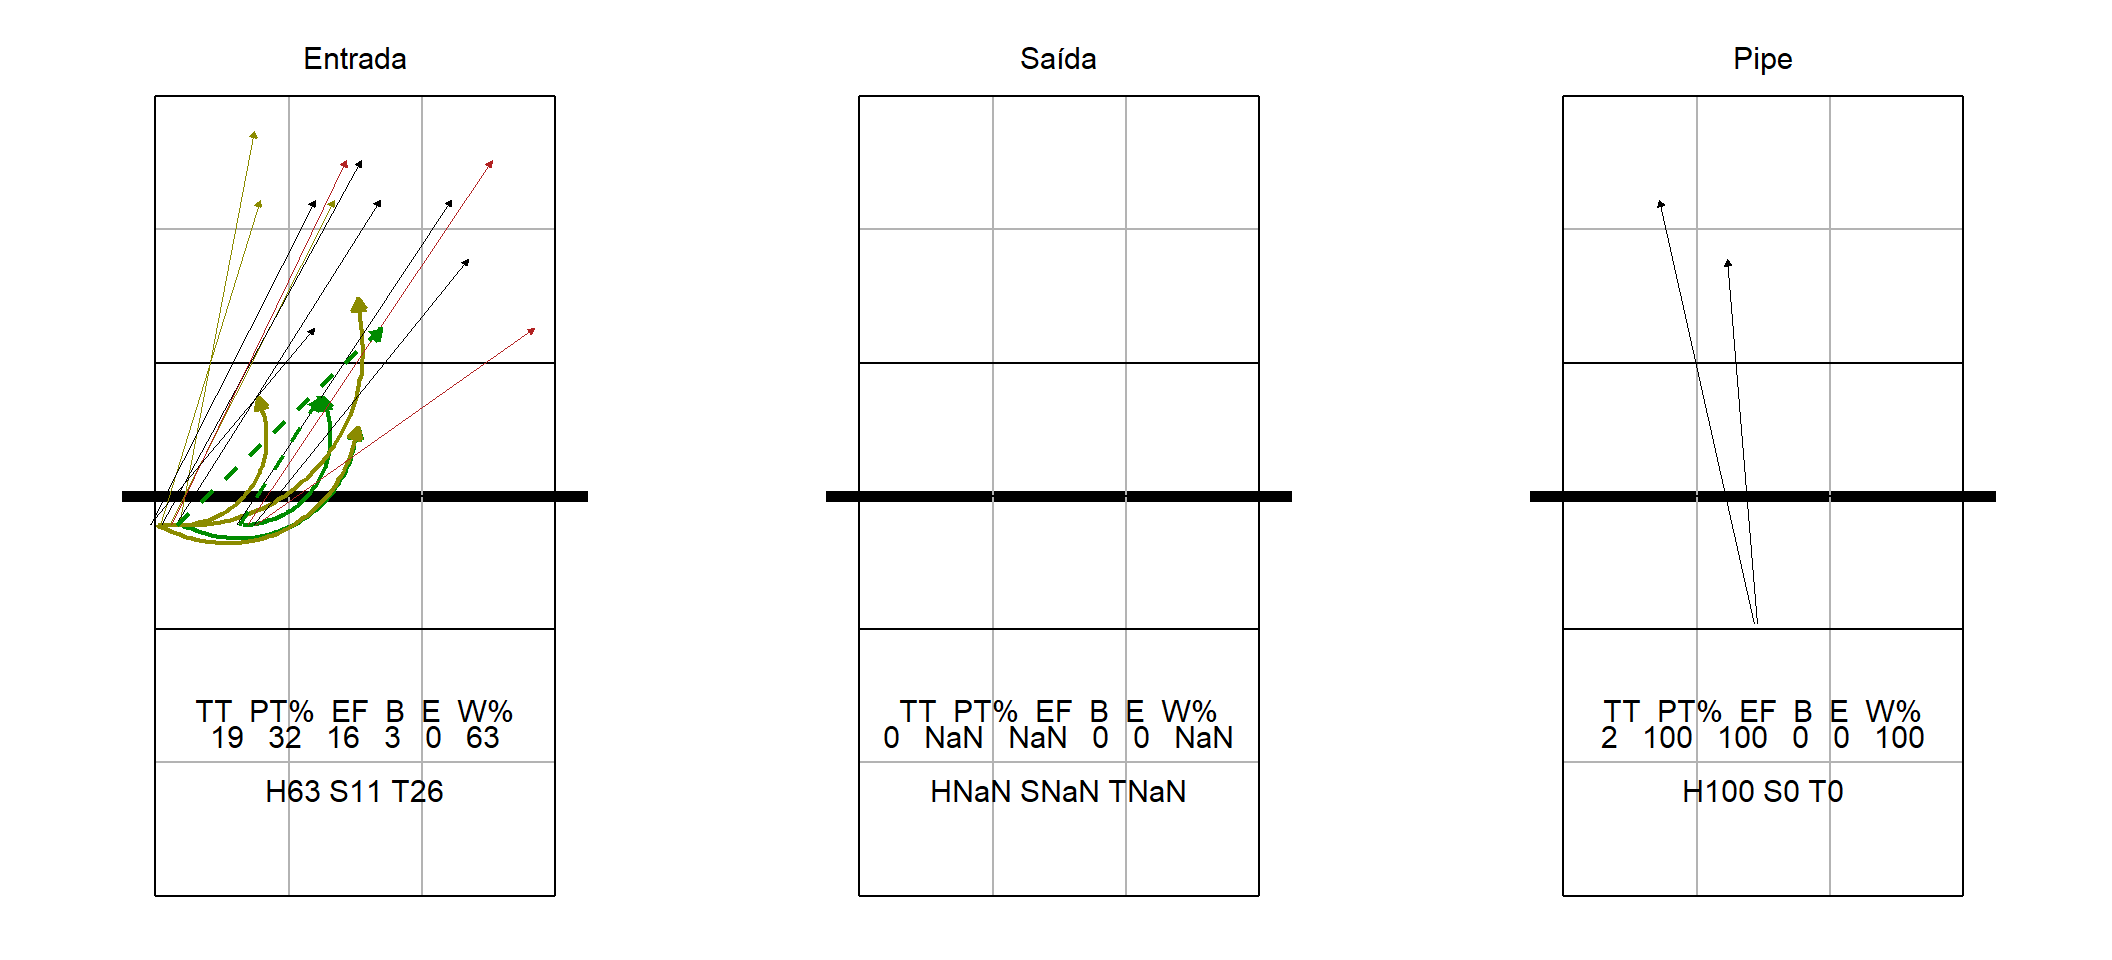 Entrada
TT PT% EF B E W%
19 32 16 3 0 63
H63 S11 T26
Saída
TT PT% EF B E W%
0 NaN NaN 0 0 NaN
HNaN SNaN TNaN
Pipe
TT PT% EF B E W%
2 100 100 0 0 100
H100 S0 T0